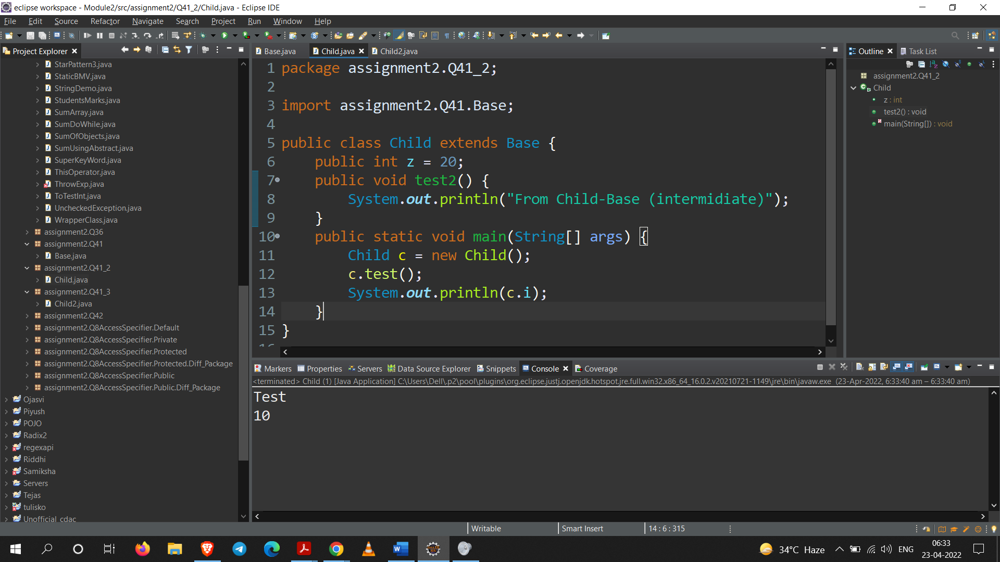 eclipse workspace - Module2/src/assignment2/Q41_2/Child.java - Eclipse IDE
File Edit Source Refactor Navigate Search Project Run Window Help
Project Explorer
StarPattern3.java
StaticBMV.java
StringDemo.java
StudentsMarks.java
SumArray.java
SumDoWhile.java
SumOfObjects.java
SumUsingAbstract.java
SuperKeyWord.java
ThisOperator.java
ThrowExp.java
ToTestInt.java
UncheckedException.java
WrapperClass.java
assignment2.Q36
assignment2.Q41
Base.java
assignment2.Q41_2
Child.java
assignment2.Q41_3
Child2.java
assignment2.Q42
assignment2.Q8AccessSpecifier.Default
assignment2.Q8AccessSpecifier.Private
assignment2.Q8AccessSpecifier.Protected
assignment2.Q8AccessSpecifier.Protected.Diff_Package
assignment2.Q8AccessSpecifier.Public
assignment2.Q8AccessSpecifier.Public.Diff_Package
Ojasvi
Piyush
POJO
Radix2
regexapi
Riddhi
Samiksha
Servers
Tejas
tulisko
Unofficial_cdac
Base.java Child.java Child2.java
1 package assignment2.Q41_2;
2
3 import assignment2.Q41.Base;
4
5 public class Child extends Base {
6 public int z = 20;
7 public void test2() {
8 System.out.println("From Child-Base (intermidiate)");
9 }
10 public static void main(String[] args) {
11 Child c = new Child();
12 c.test();
13 System.out.println(c.i);
14 }
15 }
16
Outline Task List
assignment2.Q41_2
Child
z : int
test2() : void
main(String[]) : void
Markers Properties Servers Data Source Explorer Snippets Console Coverage
<terminated> Child (1) [Java Application] C:\Users\Dell\.p2\pool\plugins\org.eclipse.justj.openjdk.hotspot.jre.full.win32.x86_64_16.0.2.v20210721-1149\jre\bin\javaw.exe (23-Apr-2022, 6:33:40 am – 6:33:40 am)
Test
10
Writable Smart Insert 14 : 6 : 315
34°C Haze ENG 06:33
23-04-2022